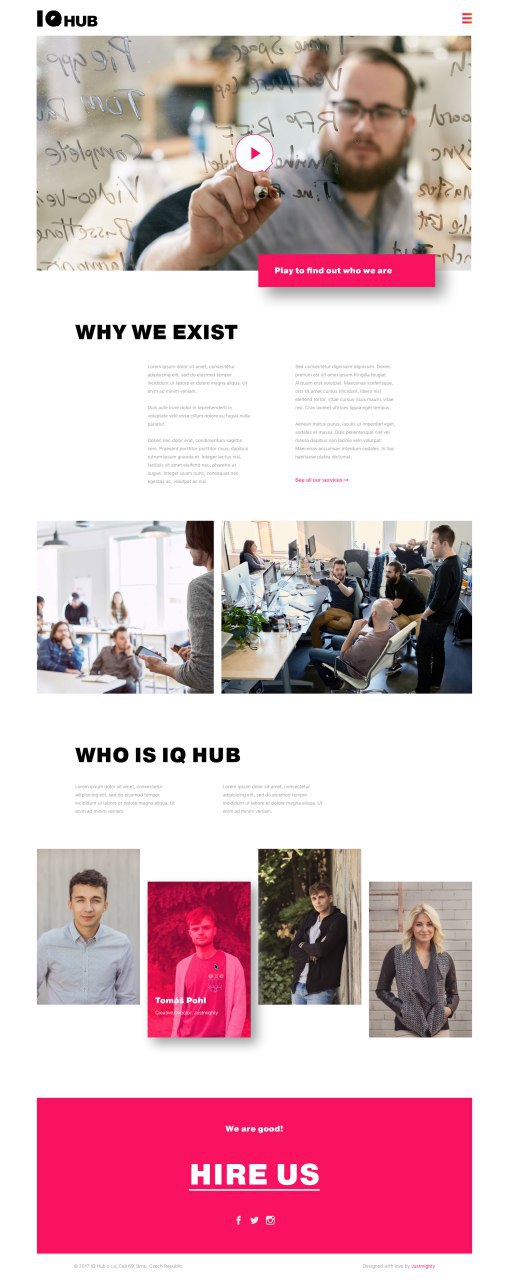 IQ HUB
Play to find out who we are
WHY WE EXIST
Lorem ipsum dolor sit amet, consectetur
adipisicing elit, sed do eiusmod tempor
incididunt ut labore et dolore magna aliqua. Ut
enim ad minim veniam.
Duis aute irure dolor in reprehenderit in
voluptate velit esse cillum dolore eu fugiat nulla
pariatur.
Donec nec dolor erat, condimentum sagittis
sem. Praesent porttitor porttitor risus, dapibus
rutrum ipsum gravida et. Integer lectus nisi,
facilisis sit amet eleifend nec, pharetra ut
augue. Integer quam nunc, consequat nec
egestas ac, volutpat ac nisi.
Sed consectetur dignissim dignissim. Donec
pretium est sit amet ipsum fringilla feugiat.
Aliquam erat volutpat. Maecenas scelerisque,
orci sit amet cursus tincidunt, libero nisl
eleifend tortor, vitae cursus risus mauris vitae
nisi. Cras laoreet ultrices ligula eget tempus.
Aenean metus purus, iaculis ut imperdiet eget,
sodales et massa. Duis pellentesque nisl vel
massa dapibus non lacinia velit volutpat.
Maecenas accumsan interdum sodales. In hac
habitasse platea dictumst.
See all our services
WHO IS IQ HUB
Lorem ipsum dolor sit amet, consectetur
adipisicing elit, sed do eiusmod tempor
incididunt ut labore et dolore magna aliqua. Ut
enim ad minim veniam.
Lorem ipsum dolor sit amet, consectetur
adipisicing elit, sed do eiusmod tempor
incididunt ut labore et dolore magna aliqua. Ut
enim ad minim veniam.
Tomáš Pohl
Creative director, justmighty
We are good!
HIRE US
© 2017 IQ Hub s.r.o, Cejl 69, Brno, Czech Republic
Designed with love by Justmighty